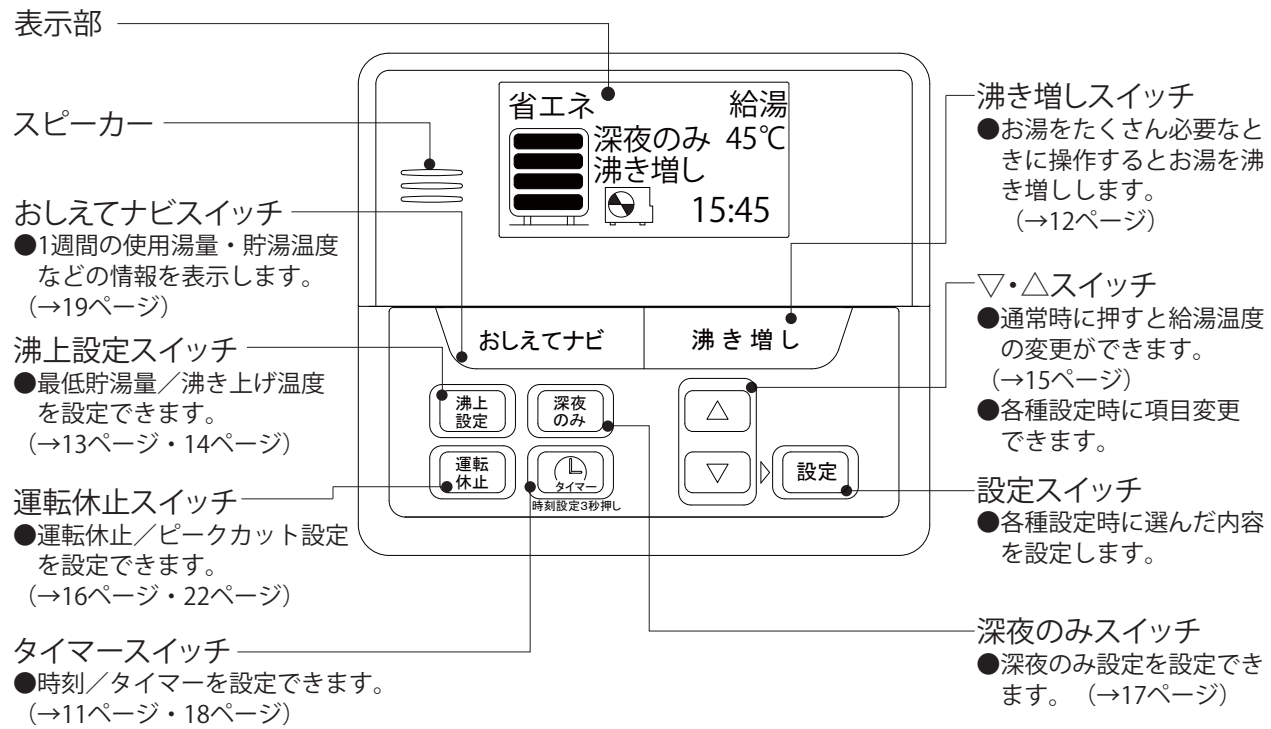 表示部
スピーカー
おしえてナビスイッチ
●1週間の使用湯量・貯湯温度
などの情報を表示します。
(→19ページ)
沸上設定スイッチ
●最低貯湯量／沸き上げ温度
を設定できます。
(→13ページ・14ページ)
運転休止スイッチ
●運転休止／ピークカット設定
を設定できます。
(→16ページ・22ページ)
タイマースイッチ
●時刻／タイマーを設定できます。
(→11ページ・18ページ)
省エネ 給湯
深夜のみ 45℃
沸き増し
15:45
おしえてナビ 沸き増し
沸上
設定
深夜
のみ
△
運転
休止
タイマー
時刻設定3秒押し
▽
設定
沸き増しスイッチ
●お湯をたくさん必要なと
きに操作するとお湯を沸
き増しします。
(→12ページ)
▽・△スイッチ
●通常時に押すと給湯温度
の変更ができます。
(→15ページ)
●各種設定時に項目変更
できます。
設定スイッチ
●各種設定時に選んだ内容
を設定します。
深夜のみスイッチ
●深夜のみ設定を設定でき
ます。 (→17ページ)